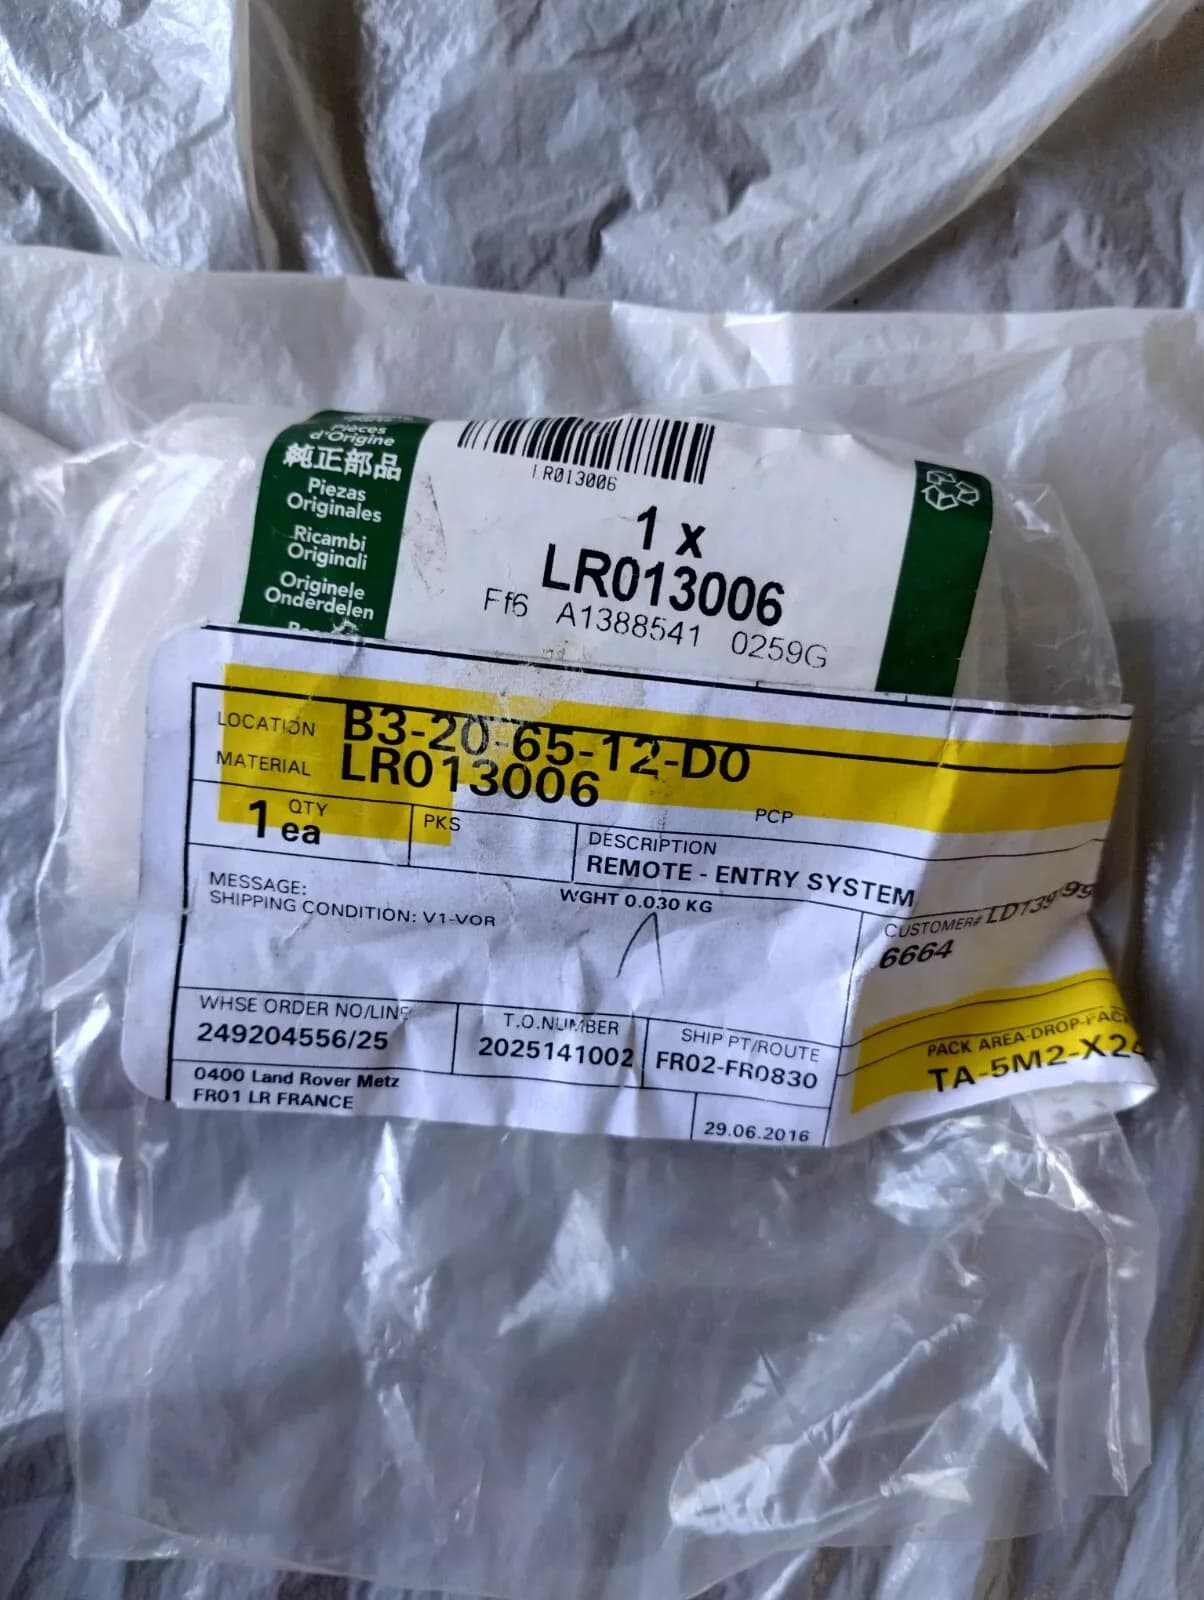 Pièces
d'Origine
純正部品
Piezas
Originales
Ricambi
Originali
Originele
Onderdelen
LR013006
1 x
LR013006
Ff6 A1388541 0259G
LOCATION B3-20-65-12-D0
MATERIAL LR013006
PCP
QTY
1 ea
PKS
DESCRIPTION
REMOTE - ENTRY SYSTEM
WGHT 0.030 KG
MESSAGE:
SHIPPING CONDITION: V1-VOR
CUSTOMER#
6664
WHSE ORDER NO/LINE
249204556/25
T.O.NUMBER
2025141002
SHIP PT/ROUTE
FR02-FR0830
PACK AREA-DROP-FAC
TA-5M2-X24
0400 Land Rover Metz
FR01 LR FRANCE
29.06.2016